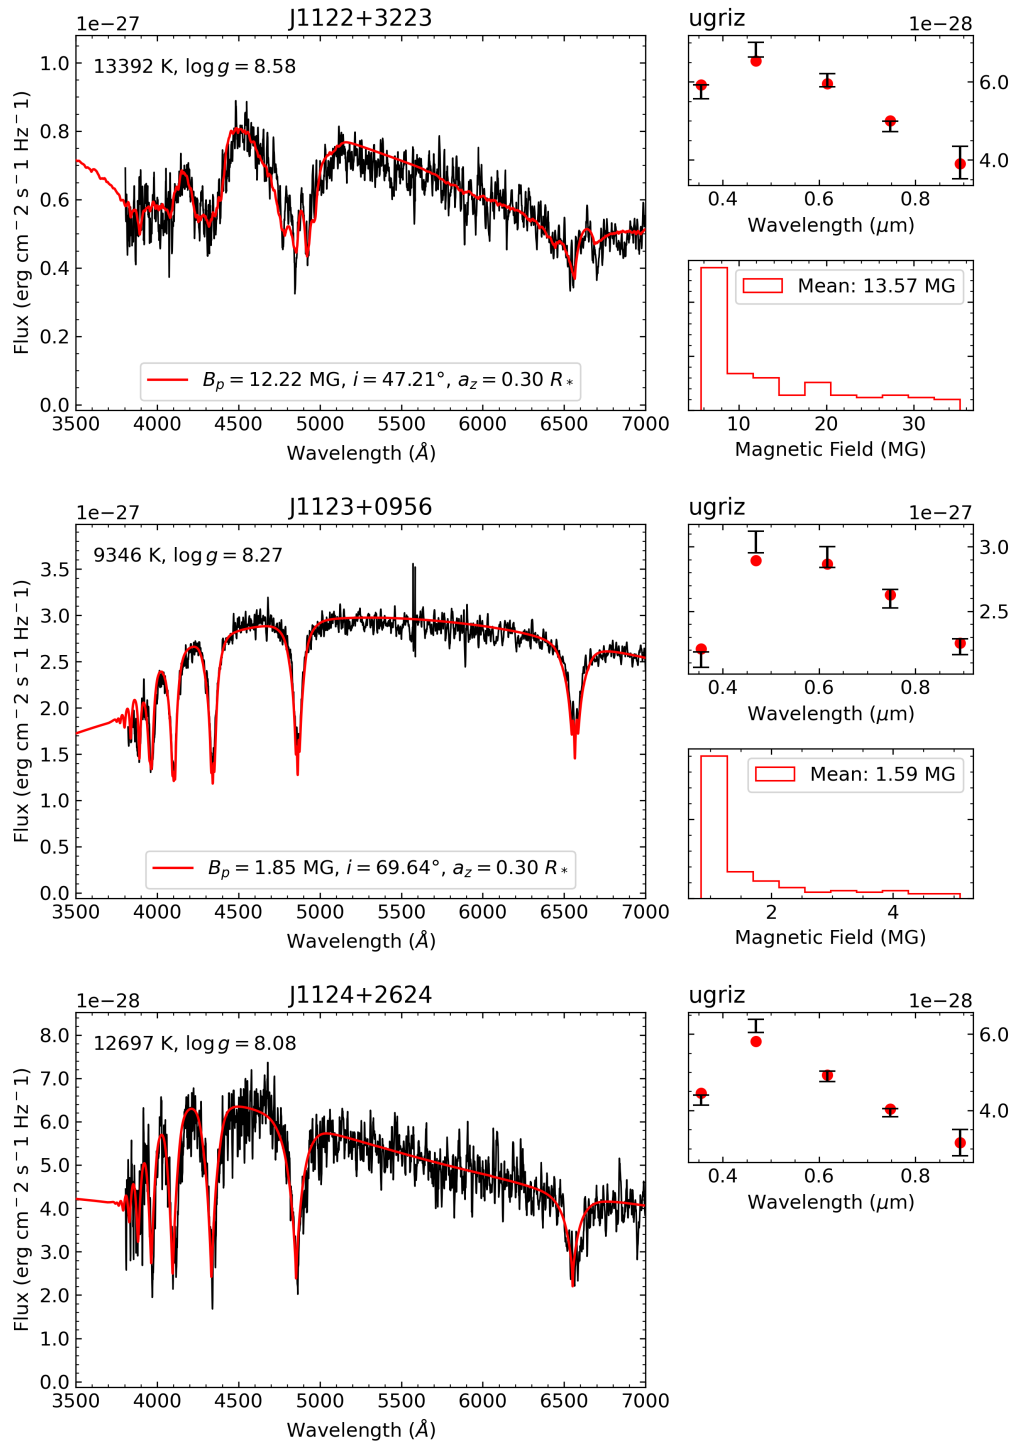 1e−27
J1122+3223
13392 K, log g = 8.58
1.0
0.8
0.6
0.4
0.2
0.0
Flux (erg cm−2 s−1 Hz−1)
B_p = 12.22 MG, i = 47.21°, a_z = 0.30 R_*
3500 4000 4500 5000 5500 6000 6500 7000
Wavelength (Å)
ugriz
1e−28
6.0
4.0
0.4 0.6 0.8
Wavelength (μm)
Mean: 13.57 MG
10 20 30
Magnetic Field (MG)
1e−27
J1123+0956
9346 K, log g = 8.27
3.5
3.0
2.5
2.0
1.5
1.0
0.5
0.0
Flux (erg cm−2 s−1 Hz−1)
B_p = 1.85 MG, i = 69.64°, a_z = 0.30 R_*
3500 4000 4500 5000 5500 6000 6500 7000
Wavelength (Å)
ugriz
1e−27
3.0
2.5
0.4 0.6 0.8
Wavelength (μm)
Mean: 1.59 MG
2 4
Magnetic Field (MG)
1e−28
J1124+2624
12697 K, log g = 8.08
8.0
7.0
6.0
5.0
4.0
3.0
2.0
1.0
0.0
Flux (erg cm−2 s−1 Hz−1)
3500 4000 4500 5000 5500 6000 6500 7000
Wavelength (Å)
ugriz
1e−28
6.0
4.0
0.4 0.6 0.8
Wavelength (μm)